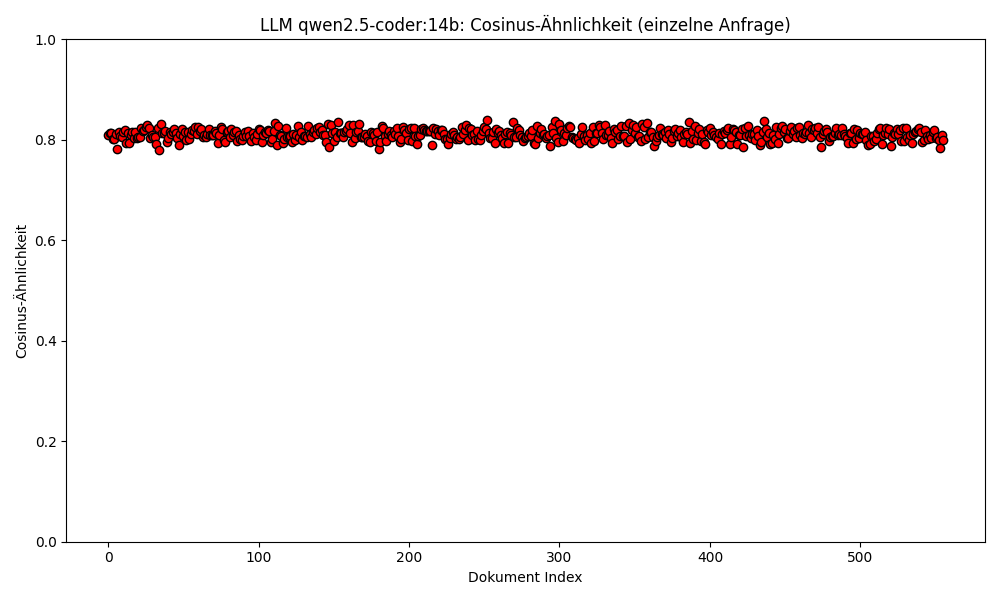 LLM qwen2.5-coder:14b: Cosinus-Ähnlichkeit (einzelne Anfrage)
Cosinus-Ähnlichkeit
1.0
0.8
0.6
0.4
0.2
0.0
0 100 200 300 400 500
Dokument Index